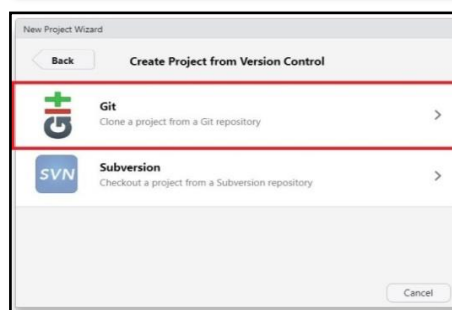 New Project Wizard
Back
Create Project from Version Control
git
Git
Clone a project from a Git repository
SVN
Subversion
Checkout a project from a Subversion repository
Cancel